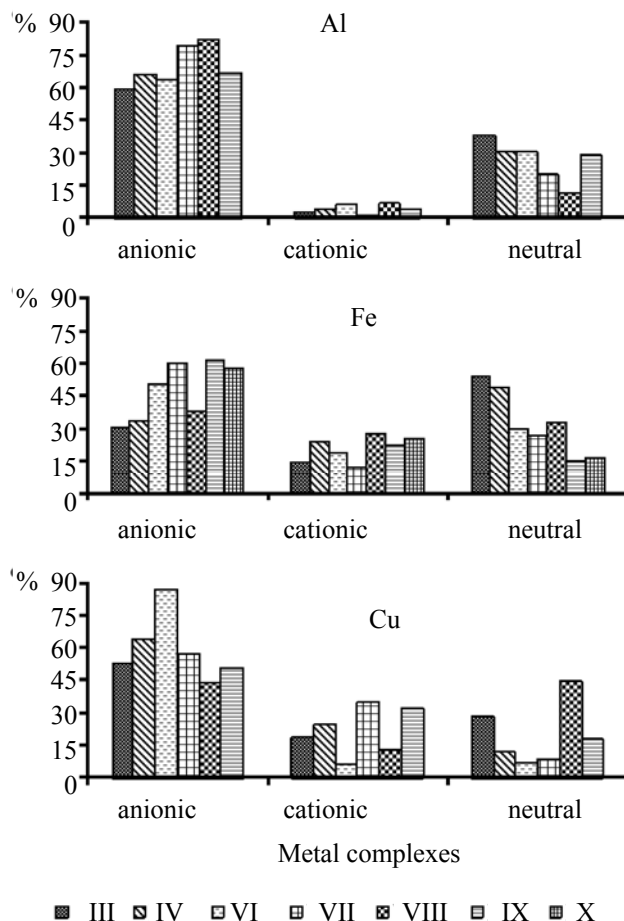 % 90 Al
75
60
45
30
15
0
anionic cationic neutral
% 90 Fe
75
60
45
30
15
0
anionic cationic neutral
% 90
75 Cu
60
45
30
15
0
anionic cationic neutral
Metal complexes
III IV VI VII VIII IX X